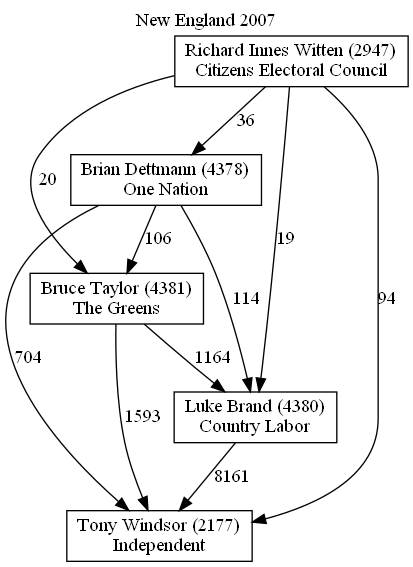 New England 2007
Richard Innes Witten (2947)
Citizens Electoral Council
36
Brian Dettmann (4378)
One Nation
20
106
19
Bruce Taylor (4381)
The Greens
114
94
704
1164
1593
Luke Brand (4380)
Country Labor
8161
Tony Windsor (2177)
Independent